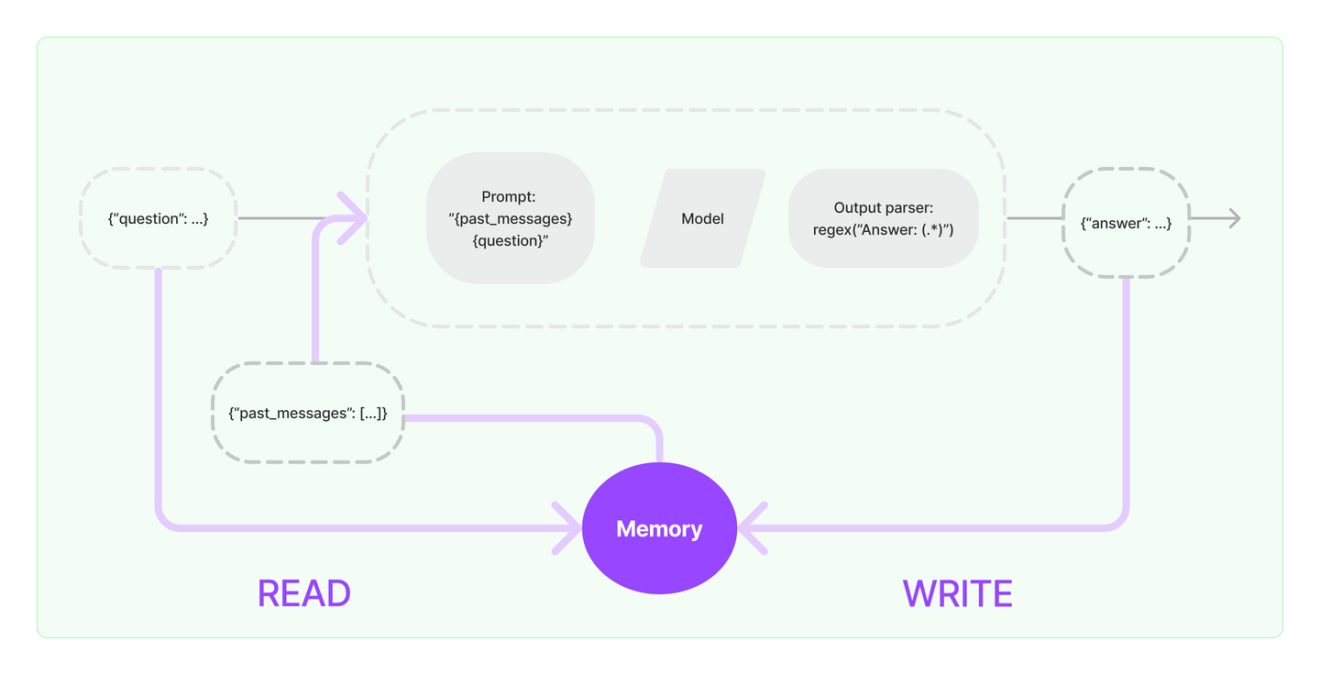 {“question”: ...}
Prompt:
”{past_messages}
{question}”
Model
Output parser:
regex(“Answer: (.*)”)
{“answer”: ...}
{“past_messages”: [...]}
Memory
READ
WRITE